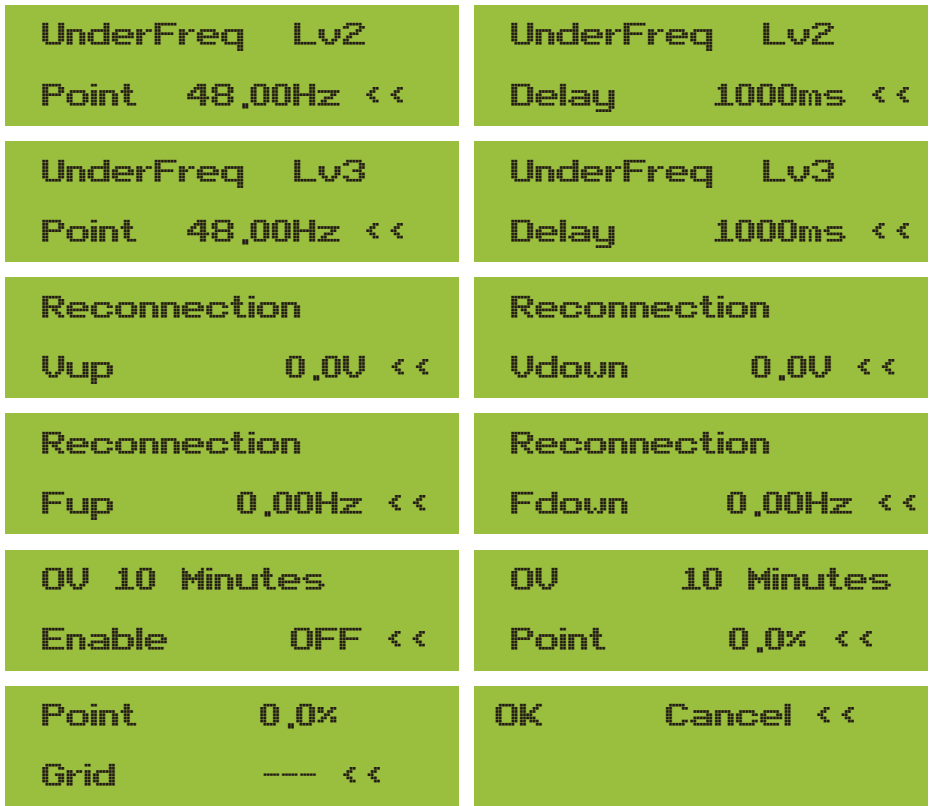 UnderFreq Lv2
Point 48.00Hz <<
UnderFreq Lv2
Delay 1000ms <<
UnderFreq Lv3
Point 48.00Hz <<
UnderFreq Lv3
Delay 1000ms <<
Reconnection
Vup 0.0V <<
Reconnection
Vdown 0.0V <<
Reconnection
Fup 0.00Hz <<
Reconnection
Fdown 0.00Hz <<
OV 10 Minutes
Enable OFF <<
OV 10 Minutes
Point 0.0% <<
Point 0.0%
Grid --- <<
OK Cancel <<